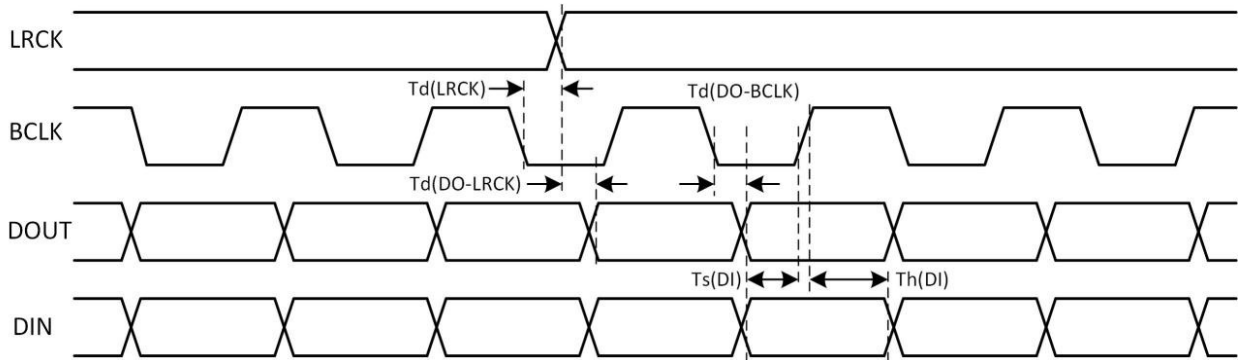 LRCK
Td(LRCK)
Td(DO-BCLK)
BCLK
Td(DO-LRCK)
DOUT
Ts(DI)
Th(DI)
DIN